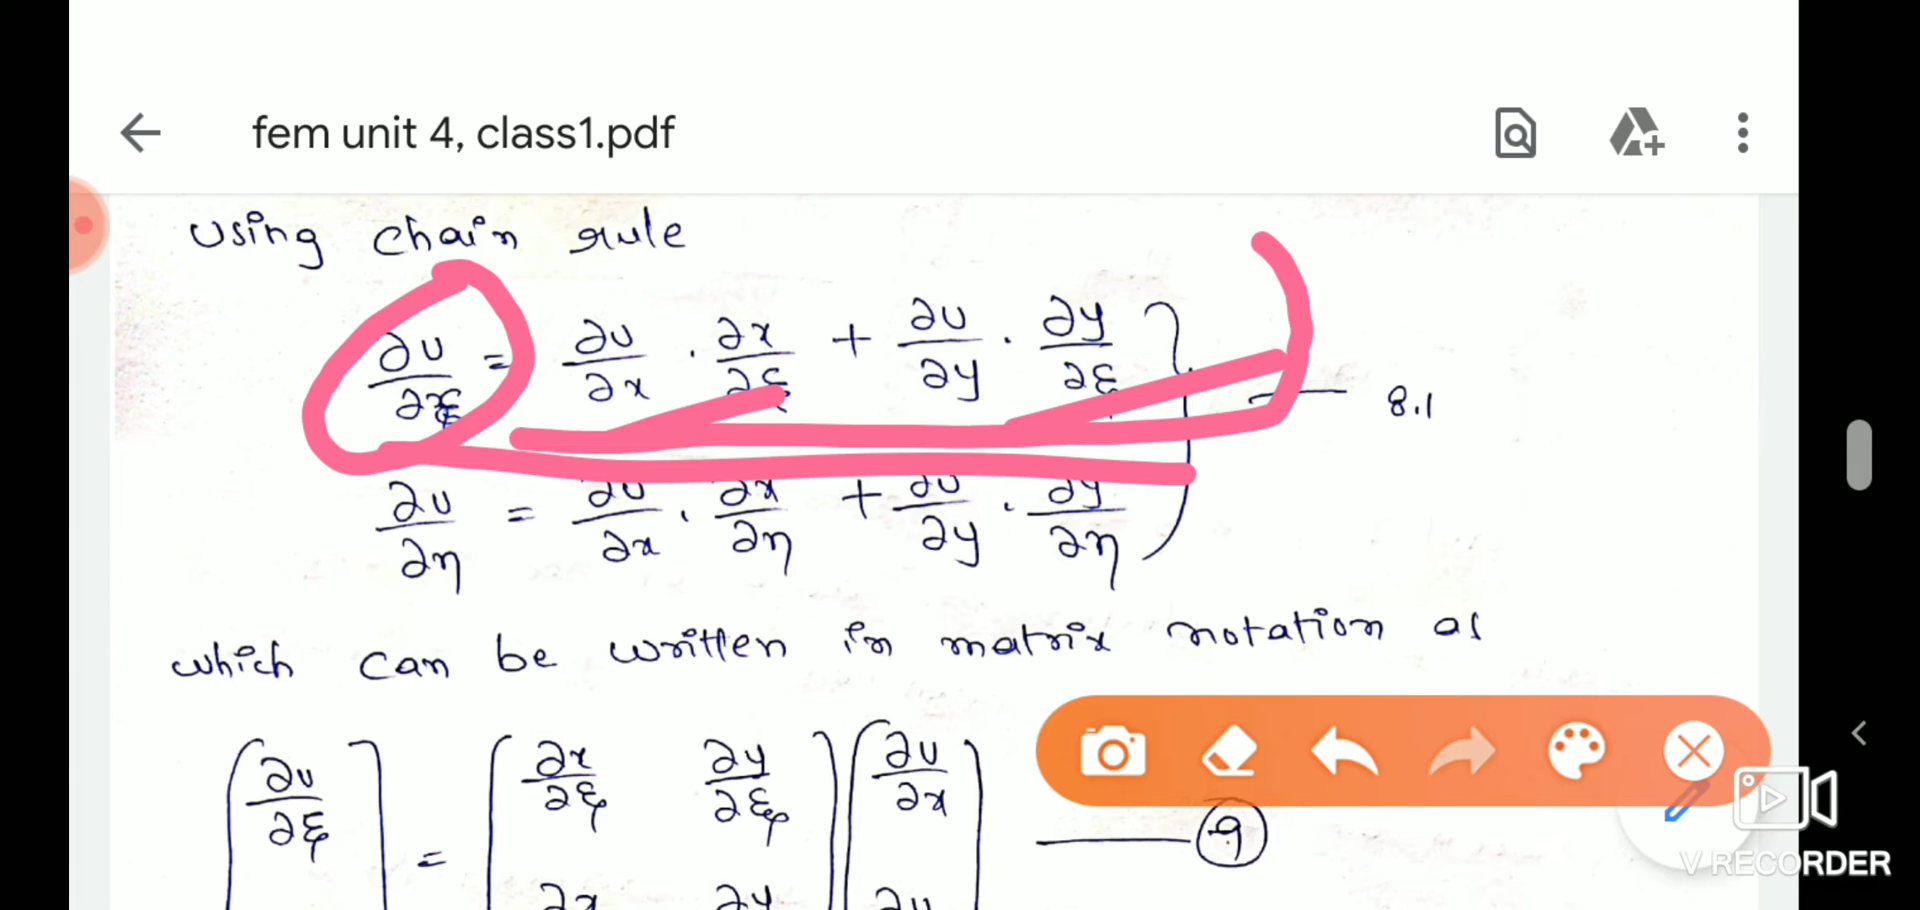 fem unit 4, class1.pdf
Using chain rule
∂u/∂ξ = ∂u/∂x · ∂x/∂ξ + ∂u/∂y · ∂y/∂ξ
— 8.1
∂u/∂η = ∂u/∂x · ∂x/∂η + ∂u/∂y · ∂y/∂η
which can be written in matrix notation as
∂u/∂ξ = ∂x/∂ξ ∂y/∂ξ ∂u/∂x — 9
∂x ∂y ∂u
V RECORDER